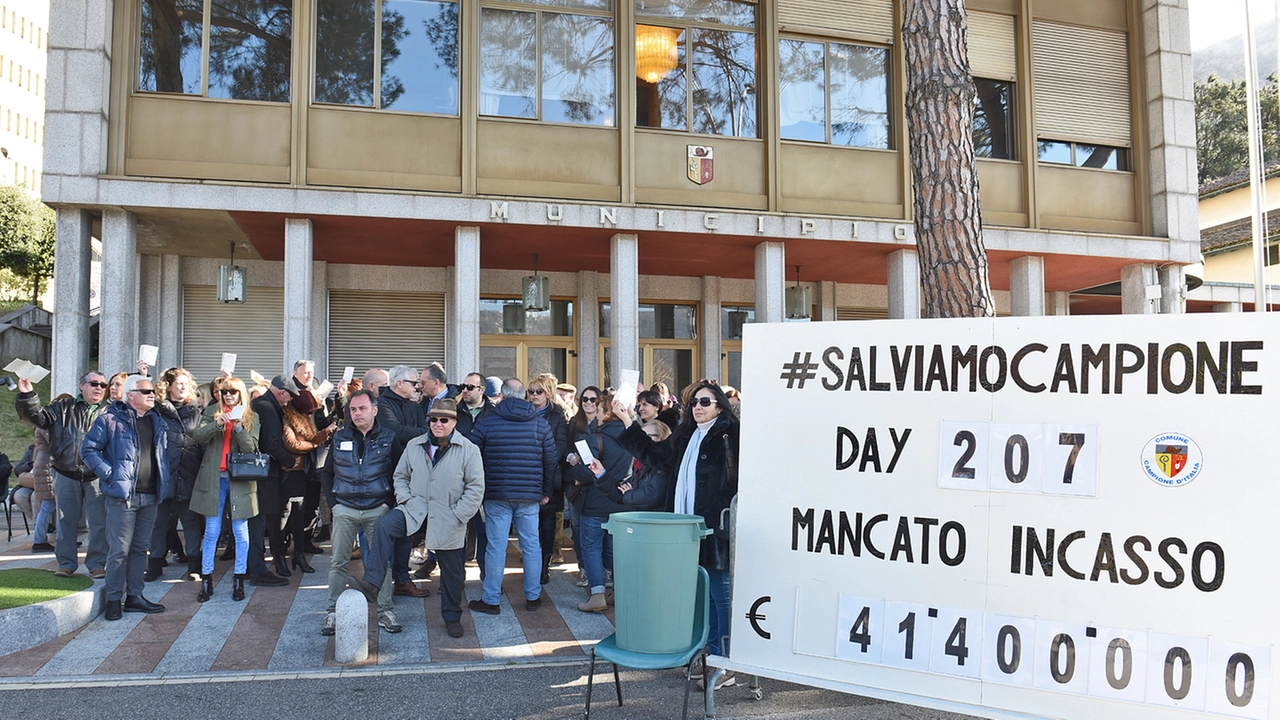 MUNICIPIO
#SALVIAMOCAMPIONE
DAY 207
COMUNE
CAMPIONE D'ITALIA
MANCATO INCASSO
€ 41.400.000